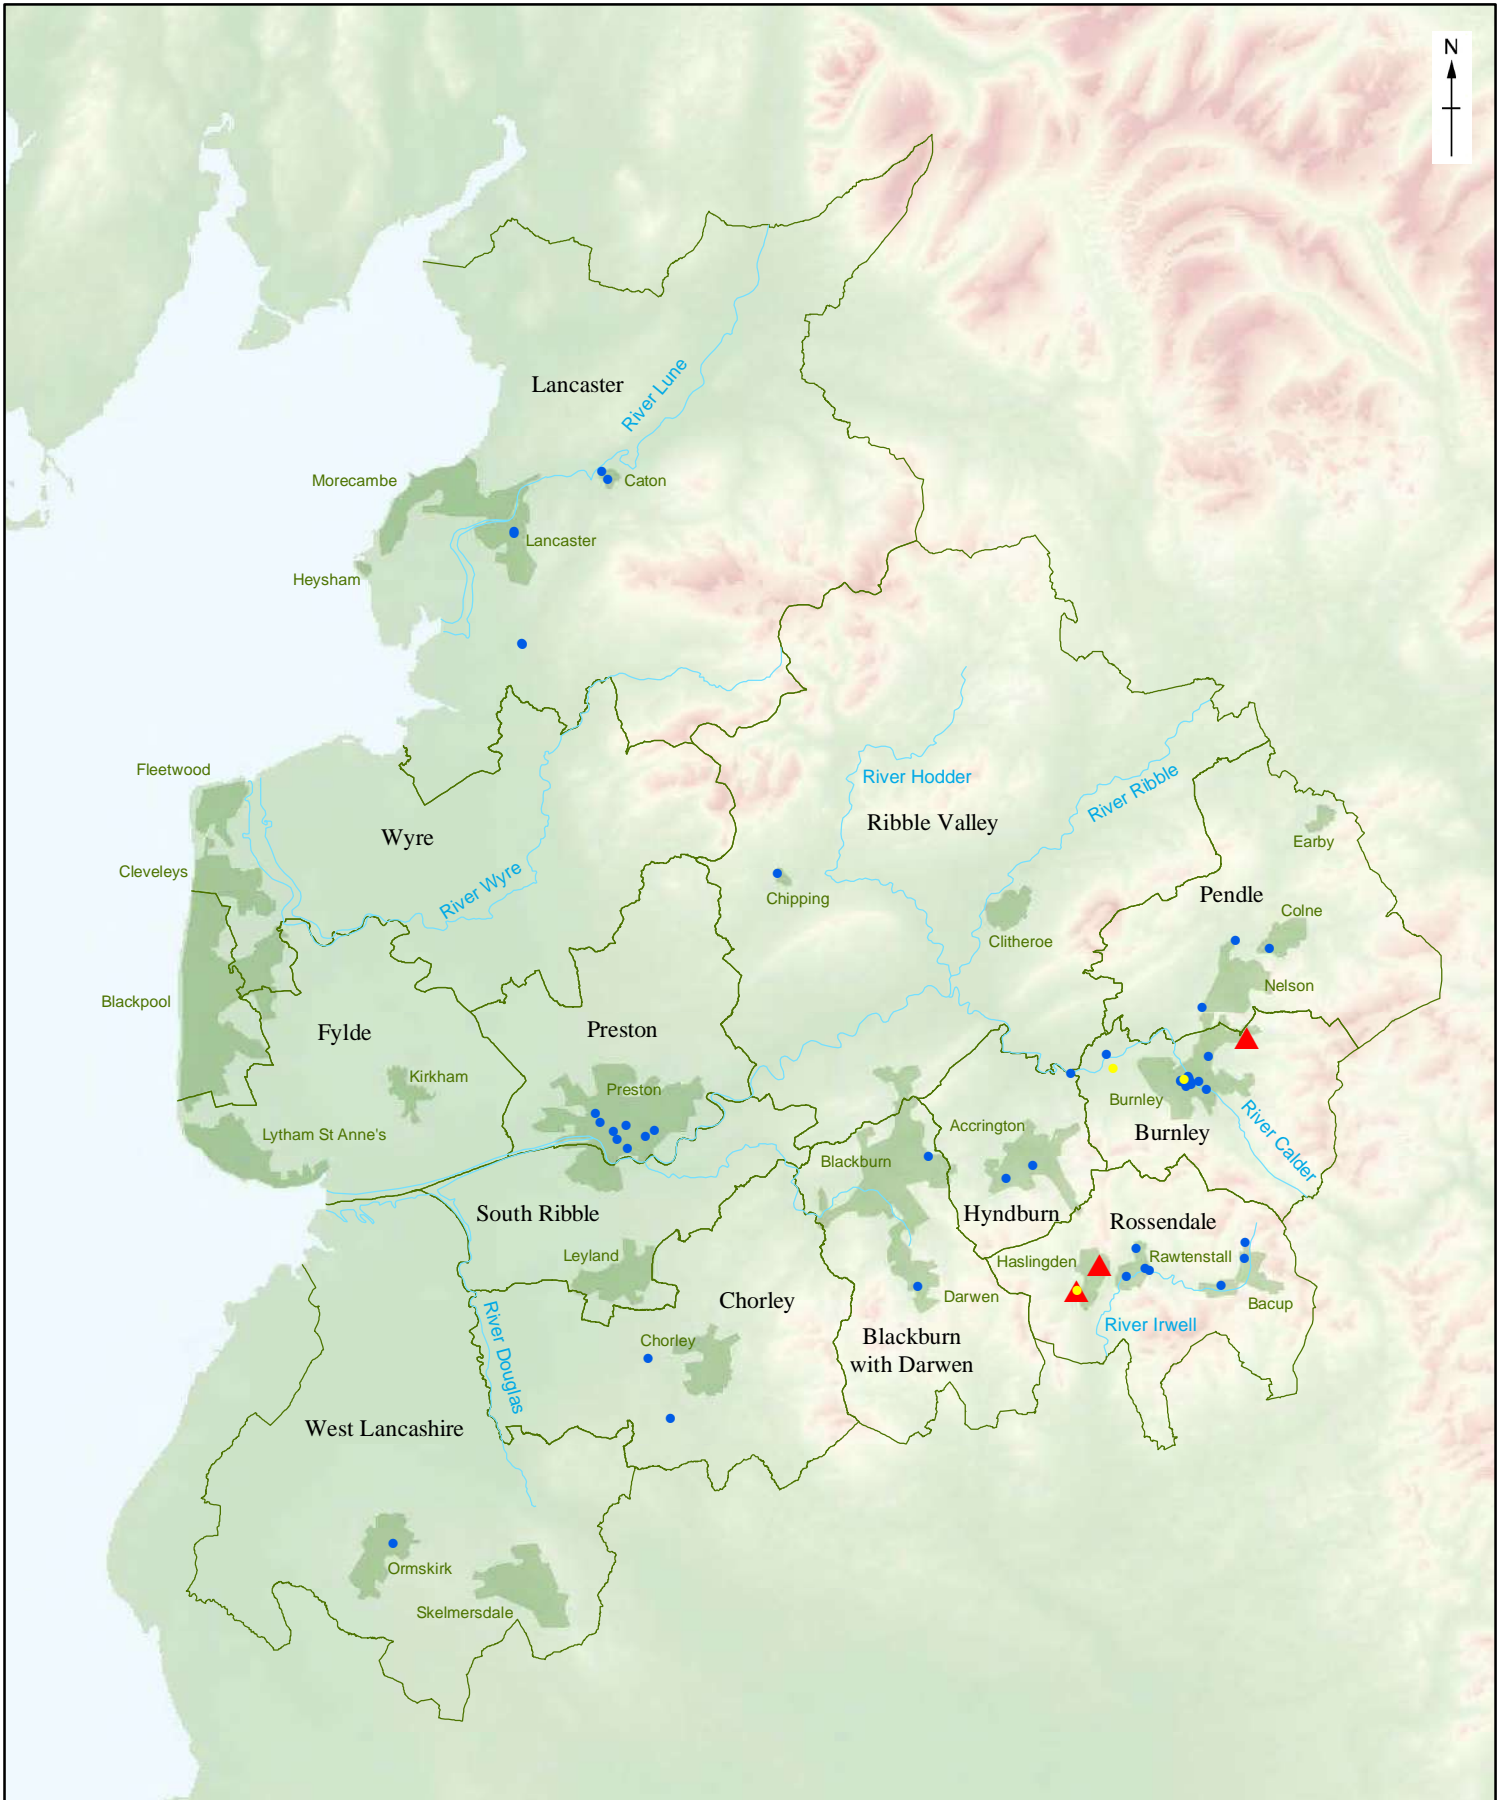 N
Lancaster
River Lune
Morecambe
Caton
Lancaster
Heysham
Fleetwood
River Hodder
River Ribble
Ribble Valley
Wyre
Earby
Cleveleys
River Wyre
Chipping
Pendle
Colne
Clitheroe
Nelson
Blackpool
Fylde
Preston
Kirkham
Preston
Burnley
Accrington
Burnley
River Calder
Lytham St Anne's
Blackburn
South Ribble
Hyndburn
Rossendale
Leyland
Haslingden
Rawtenstall
Darwen
Bacup
Chorley
River Irwell
River Douglas
Chorley
Blackburn
with Darwen
West Lancashire
Ormskirk
Skelmersdale